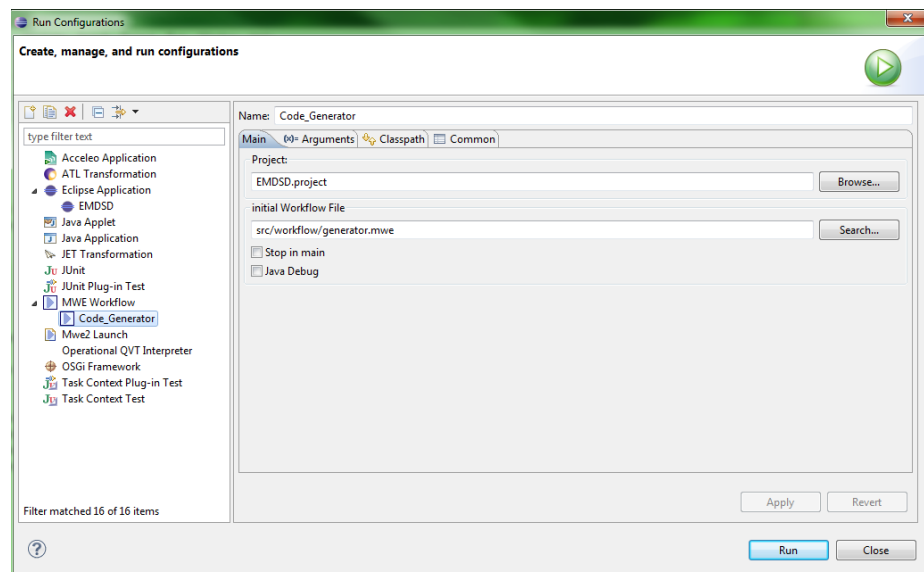 Run Configurations
Create, manage, and run configurations
type filter text
Acceleo Application
ATL Transformation
Eclipse Application
EMDSD
Java Applet
Java Application
JET Transformation
Ju JUnit
JUnit Plug-in Test
MWE Workflow
Code_Generator
Mwe2 Launch
Operational QVT Interpreter
OSGi Framework
Task Context Plug-in Test
Task Context Test
Filter matched 16 of 16 items
Name: Code_Generator
Main (x)= Arguments Classpath Common
Project:
EMDSD.project Browse...
initial Workflow File
src/workflow/generator.mwe Search...
Stop in main
Java Debug
Apply Revert
? Run Close